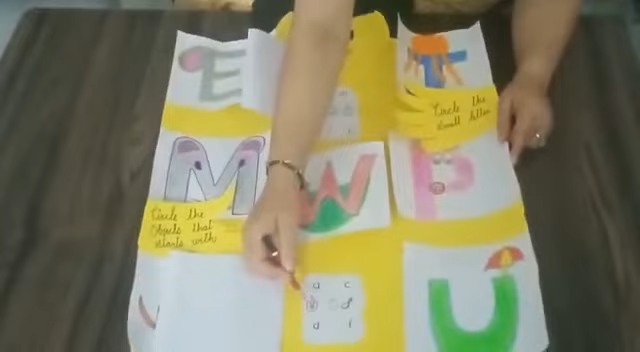 E
T
Circle the
small letter
M
W
P
Circle the
objects that
starts with
a c
a
U